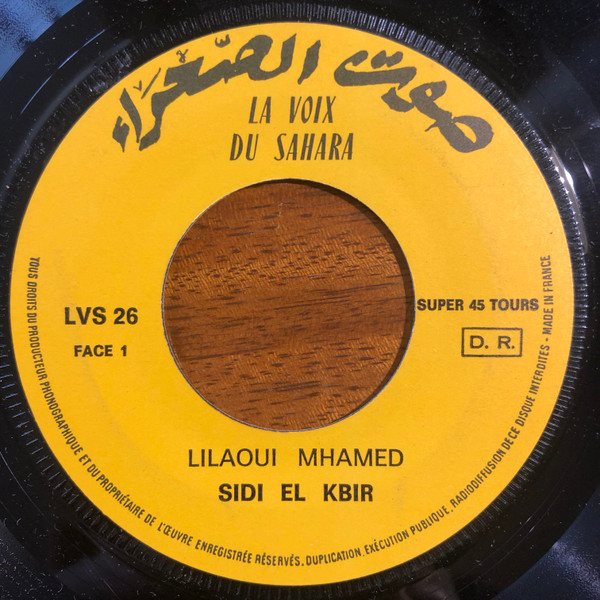 صوت الصّحراء
LA VOIX
DU SAHARA
LVS 26
FACE 1
SUPER 45 TOURS
D. R.
LILAOUI MHAMED
SIDI EL KBIR
TOUS DROITS DU PRODUCTEUR PHONOGRAPHIQUE ET DU PROPRIÉTAIRE DE L'ŒUVRE ENREGISTRÉE RÉSERVÉS. DUPLICATION. EXÉCUTION PUBLIQUE. RADIODIFFUSION DE CE DISQUE INTERDITES - MADE IN FRANCE